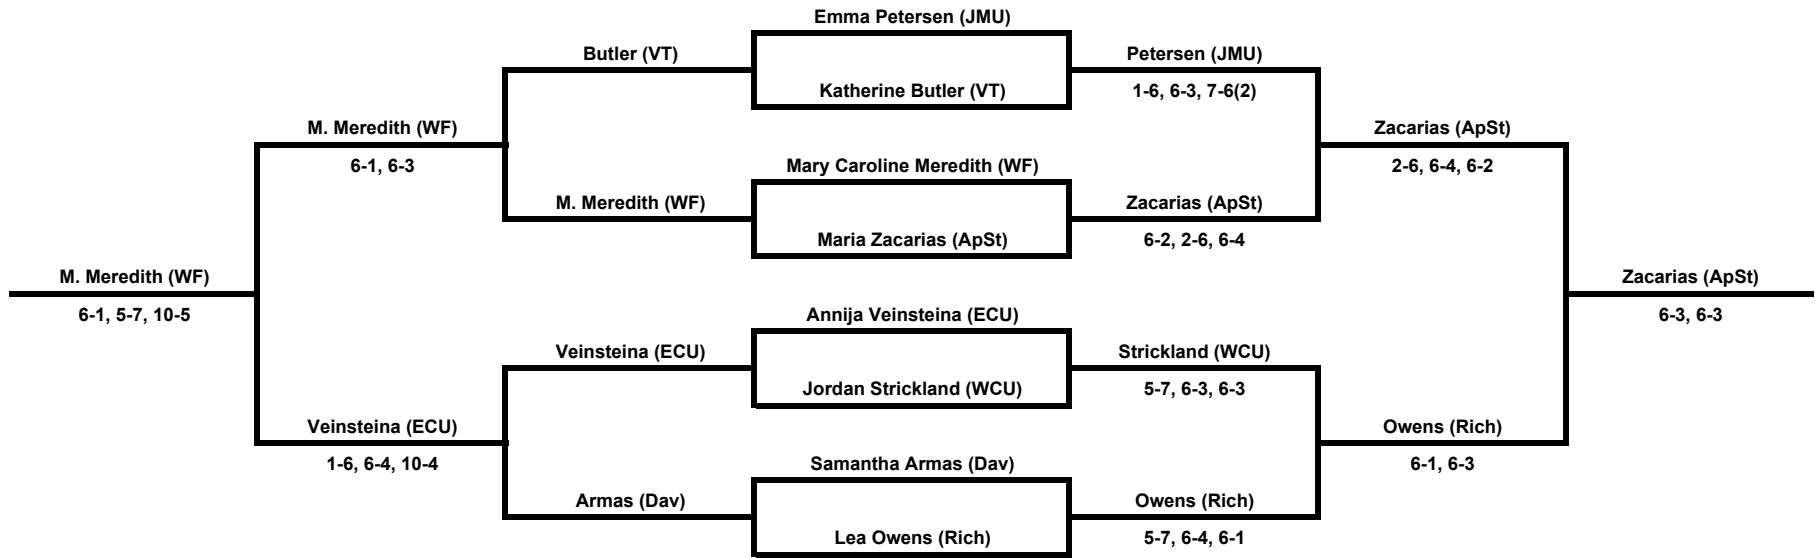 Emma Petersen (JMU)
Butler (VT)
Petersen (JMU)
Katherine Butler (VT)
1-6, 6-3, 7-6(2)
M. Meredith (WF)
Zacarias (ApSt)
6-1, 6-3
Mary Caroline Meredith (WF)
2-6, 6-4, 6-2
M. Meredith (WF)
Zacarias (ApSt)
Maria Zacarias (ApSt)
6-2, 2-6, 6-4
M. Meredith (WF)
Zacarias (ApSt)
6-1, 5-7, 10-5
Annija Veinsteina (ECU)
6-3, 6-3
Veinsteina (ECU)
Strickland (WCU)
Jordan Strickland (WCU)
5-7, 6-3, 6-3
Veinsteina (ECU)
Owens (Rich)
1-6, 6-4, 10-4
Samantha Armas (Dav)
6-1, 6-3
Armas (Dav)
Owens (Rich)
Lea Owens (Rich)
5-7, 6-4, 6-1